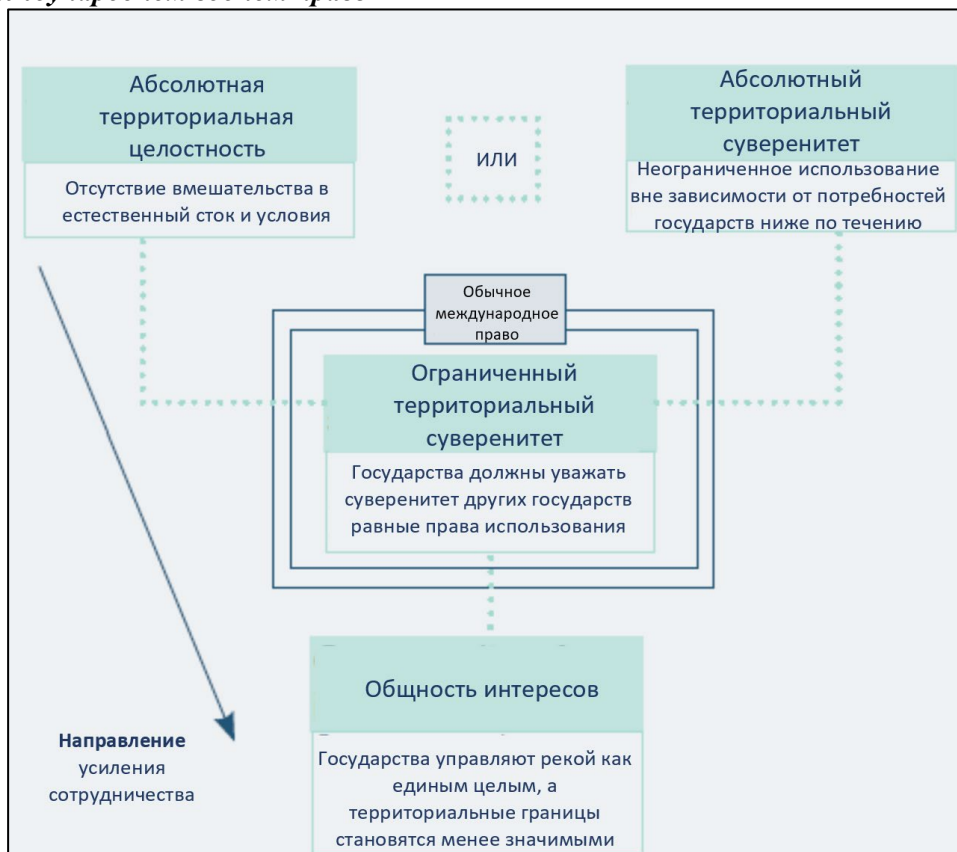 право
Абсолютная
территориальная
целостность
Отсутствие вмешательства в
естественный сток и условия
или
Абсолютный
территориальный
суверенитет
Неограниченное использование
вне зависимости от потребностей
государств ниже по течению
Обычное
международное
право
Ограниченный
территориальный
суверенитет
Государства должны уважать
суверенитет других государств
равные права использования
Общность интересов
Государства управляют рекой как
единым целым, а
территориальные границы
становятся менее значимыми
Направление
усиления
сотрудничества